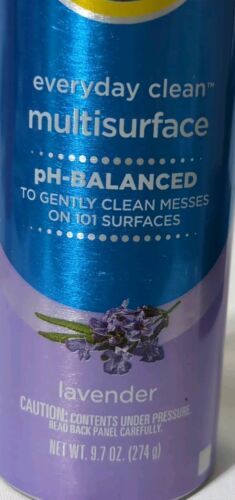 everyday clean™
multisurface
pH-BALANCED
TO GENTLY CLEAN MESSES
ON 101 SURFACES
lavender
CAUTION: CONTENTS UNDER PRESSURE.
READ BACK PANEL CAREFULLY.
NET WT. 9.7 OZ. (274 g)